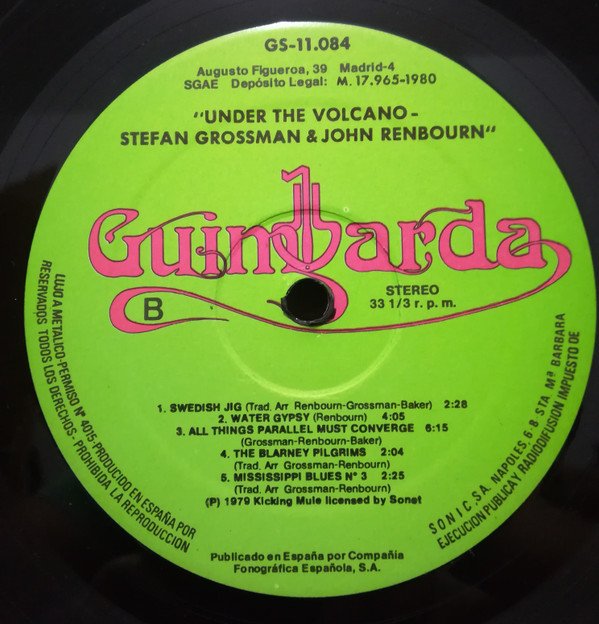 GS-11.084
Augusto Figueroa, 39 Madrid-4
SGAE Depósito Legal: M. 17.965-1980
"UNDER THE VOLCANO -
STEFAN GROSSMAN & JOHN RENBOURN"
Guimbarda
B
STEREO
33 1/3 r. p. m.
1. SWEDISH JIG (Trad. Arr Renbourn-Grossman-Baker) 2:28
2. WATER GYPSY (Renbourn) 4:05
3. ALL THINGS PARALLEL MUST CONVERGE 6:15
(Grossman-Renbourn-Baker)
4. THE BLARNEY PILGRIMS 2:04
(Trad. Arr Grossman-Renbourn)
5. MISSISSIPPI BLUES Nº 3 2:25
(Trad. Arr Grossman-Renbourn)
(P) 1979 Kicking Mule licensed by Sonet
Publicado en España por Compañia
Fonográfica Española, S.A.
LUJO A METALICO-PERMISO Nº 4015-PRODUCIDO EN ESPAÑA POR
SONIC, S.A. NAPOLES, 6-8 STA Mª BARBARA
RESERVADOS TODOS LOS DERECHOS - PROHIBIDA LA REPRODUCCION
EJECUCION PUBLICA Y RADIODIFUSION IMPUESTO DE